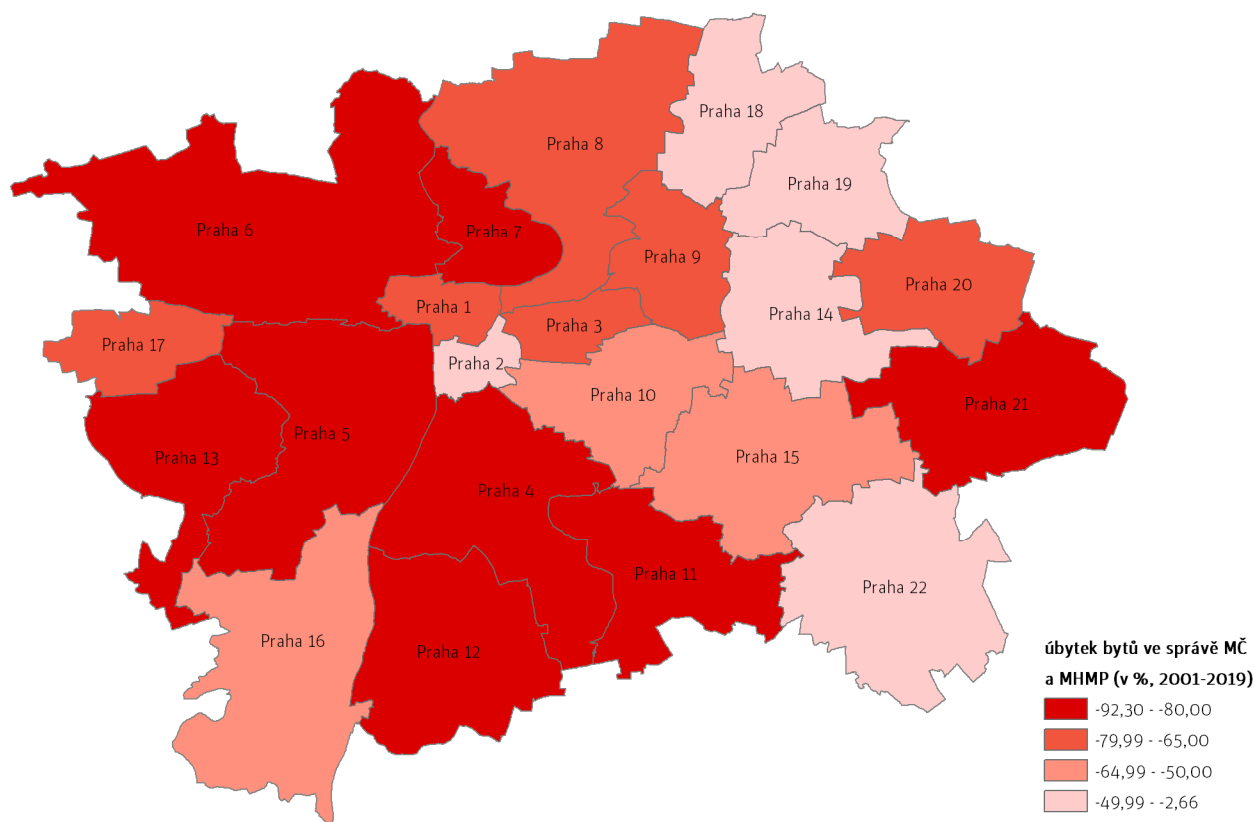 Praha 18
Praha 8
Praha 19
Praha 6
Praha 7
Praha 9
Praha 20
Praha 1
Praha 14
Praha 3
Praha 17
Praha 2
Praha 10
Praha 21
Praha 5
Praha 13
Praha 15
Praha 4
Praha 11
Praha 22
Praha 16
Praha 12
úbytek bytů ve správě MČ
a MHMP (v %, 2001-2019)
-92,30 - -80,00
-79,99 - -65,00
-64,99 - -50,00
-49,99 - -2,66